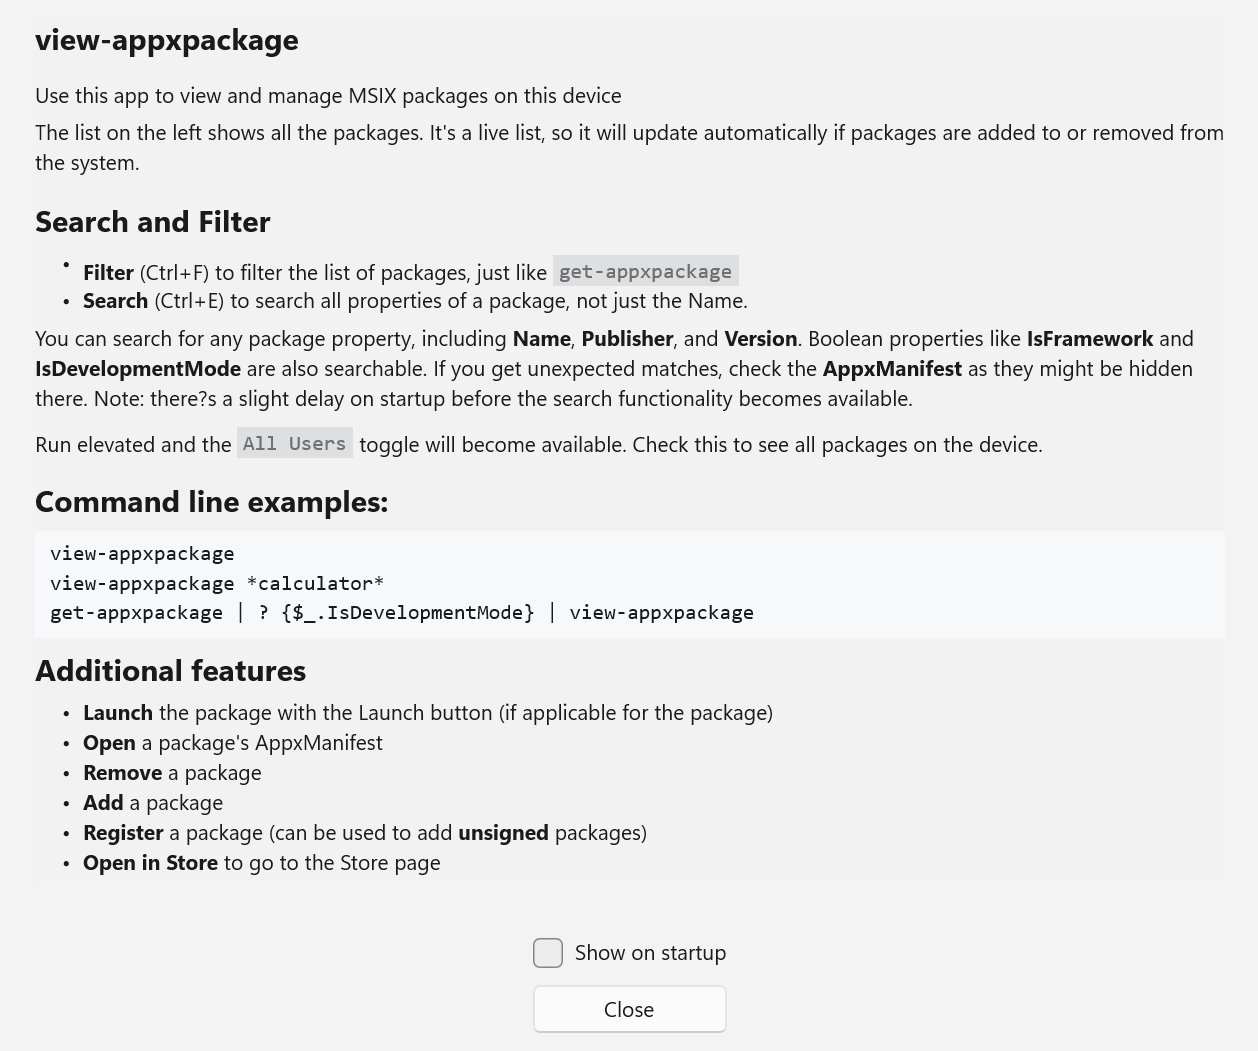 view-appxpackage
Use this app to view and manage MSIX packages on this device
The list on the left shows all the packages. It's a live list, so it will update automatically if packages are added to or removed from
the system.
Search and Filter
• Filter (Ctrl+F) to filter the list of packages, just like get-appxpackage
• Search (Ctrl+E) to search all properties of a package, not just the Name.
You can search for any package property, including Name, Publisher, and Version. Boolean properties like IsFramework and
IsDevelopmentMode are also searchable. If you get unexpected matches, check the AppxManifest as they might be hidden
there. Note: there?s a slight delay on startup before the search functionality becomes available.
Run elevated and the All Users toggle will become available. Check this to see all packages on the device.
Command line examples:
view-appxpackage
view-appxpackage *calculator*
get-appxpackage | ? {$_.IsDevelopmentMode} | view-appxpackage
Additional features
• Launch the package with the Launch button (if applicable for the package)
• Open a package's AppxManifest
• Remove a package
• Add a package
• Register a package (can be used to add unsigned packages)
• Open in Store to go to the Store page
Show on startup
Close